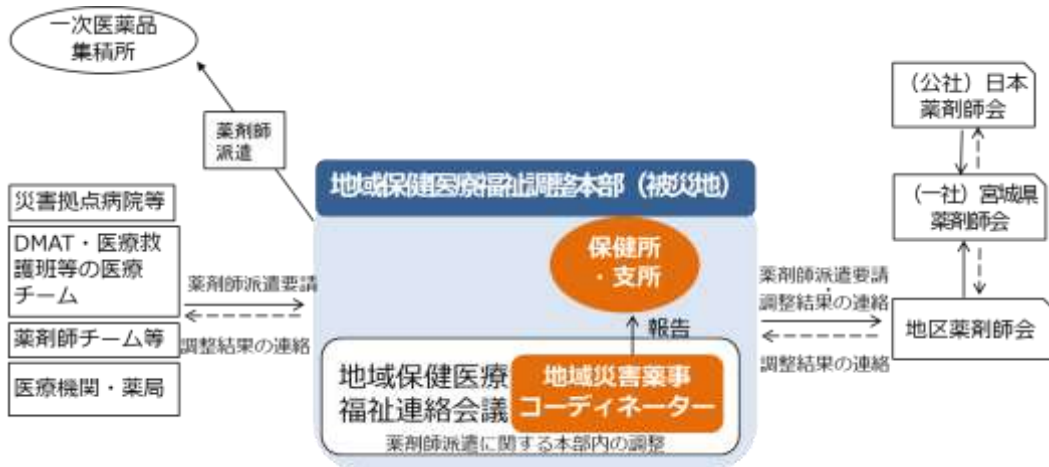 一次医薬品
集積所
薬剤師
派遣
災害拠点病院等
DMAT・医療救
護班等の医療
チーム
薬剤師チーム等
医療機関・薬局
薬剤師派遣要請
調整結果の連絡
地域保健医療福祉調整本部（被災地）
保健所
・支所
報告
地域保健医療
福祉連絡会議
地域災害薬事
コーディネーター
薬剤師派遣に関する本部内の調整
薬剤師派遣要請
・
調整結果の連絡
調整結果の連絡
（公社）日本
薬剤師会
（一社）宮城県
薬剤師会
地区薬剤師会